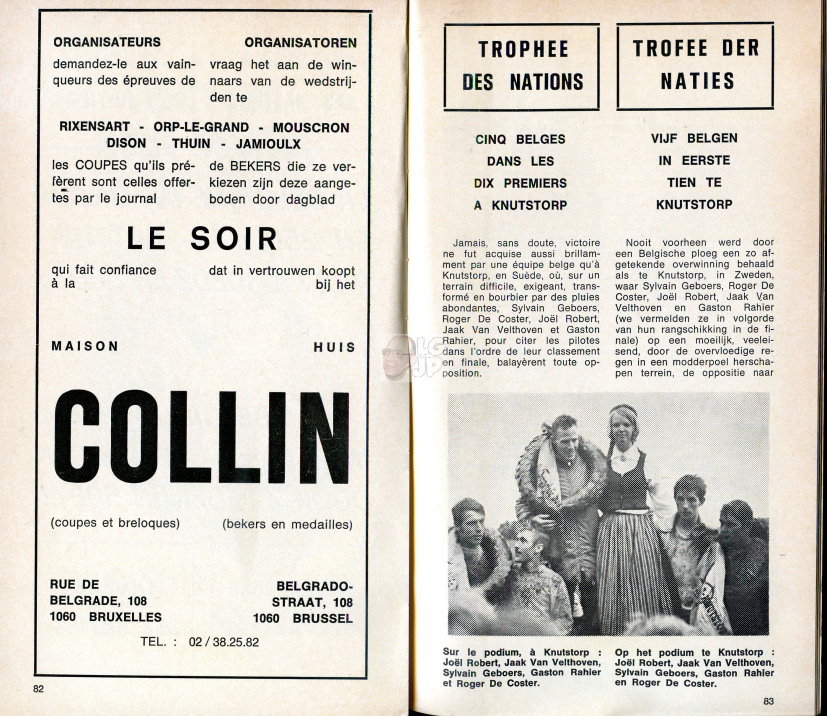 ORGANISATEURS
demandez-le aux vain-
queurs des épreuves de
ORGANISATOREN
vraag het aan de win-
naars van de wedstrij-
den te
RIXENSART - ORP-LE-GRAND - MOUSCRON
DISON - THUIN - JAMIOULX
les COUPES qu'ils pré-
fèrent sont celles offer-
tes par le journal
de BEKERS die ze ver-
kiezen zijn deze aange-
boden door dagblad
LE SOIR
qui fait confiance
à la
dat in vertrouwen koopt
bij het
MAISON
HUIS
COLLIN
(coupes et breloques)
(bekers en medailles)
RUE DE
BELGRADE, 108
1060 BRUXELLES
BELGRADO-
STRAAT, 108
1060 BRUSSEL
TEL. : 02/38.25.82
82
TROPHEE
DES NATIONS
CINQ BELGES
DANS LES
DIX PREMIERS
A KNUTSTORP
Jamais, sans doute, victoire
ne fut acquise aussi brillam-
ment par une équipe belge qu'à
Knutstorp, en Suède, où, sur un
terrain difficile, exigeant, trans-
formé en bourbier par des pluies
abondantes, Sylvain Geboers,
Roger De Coster, Joël Robert,
Jaak Van Velthoven et Gaston
Rahier, pour citer les pilotes
dans l'ordre de leur classement
en finale, balayèrent toute op-
position.
TROFEE DER
NATIES
VIJF BELGEN
IN EERSTE
TIEN TE
KNUTSTORP
Nooit voorheen werd door
een Belgische ploeg een zo af-
getekende overwinning behaald
als te Knutstorp, in Zweden,
waar Sylvain Geboers, Roger De
Coster, Joël Robert, Jaak Van
Velthoven en Gaston Rahier
(we vermelden ze in volgorde
van hun rangschikking in de fi-
nale) op een moeilijk, veelei-
send, door de overvloedige re-
gen in een modderpoel herscha-
pen terrein, de oppositie naar
Sur le podium, à Knutstorp :
Joël Robert, Jaak Van Velthoven,
Sylvain Geboers, Gaston Rahier
et Roger De Coster.
Op het podium te Knutstorp :
Joël Robert, Jaak Van Velthoven,
Sylvain Geboers, Gaston Rahier
en Roger De Coster.
83